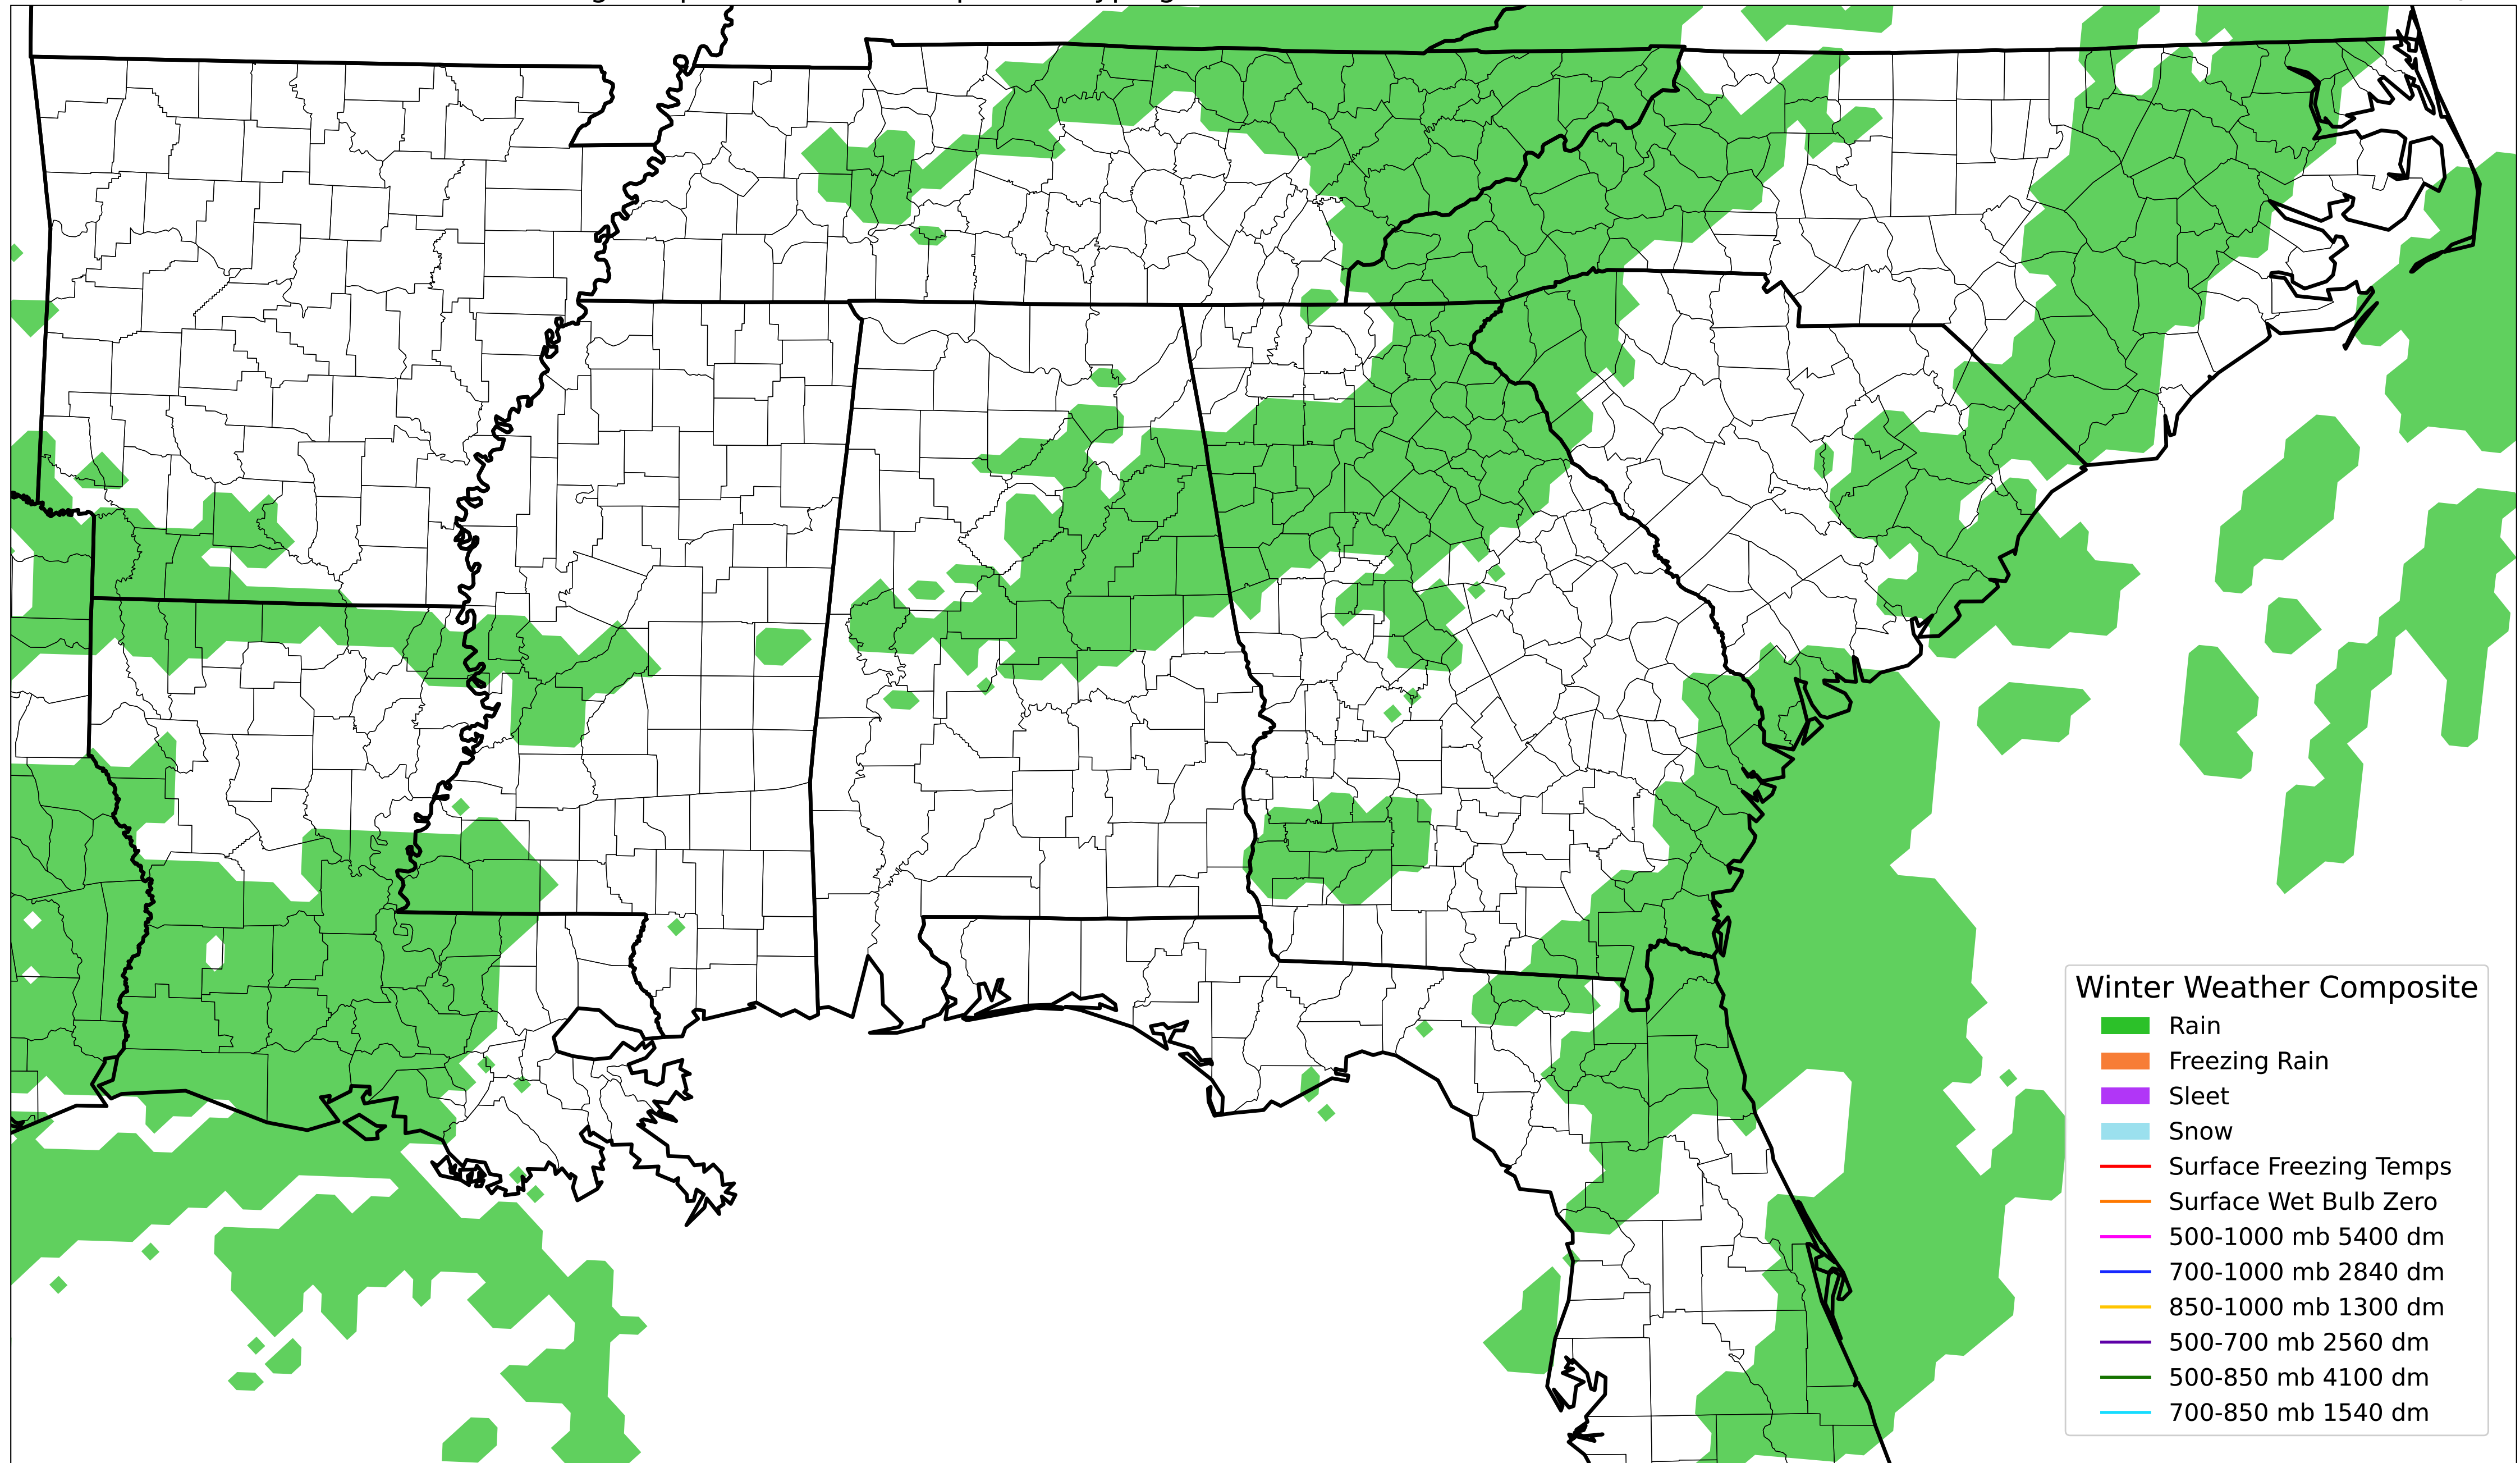 Winter Weather Composite
Rain
Freezing Rain
Sleet
Snow
Surface Freezing Temps
Surface Wet Bulb Zero
500-1000 mb 5400 dm
700-1000 mb 2840 dm
850-1000 mb 1300 dm
500-700 mb 2560 dm
500-850 mb 4100 dm
700-850 mb 1540 dm